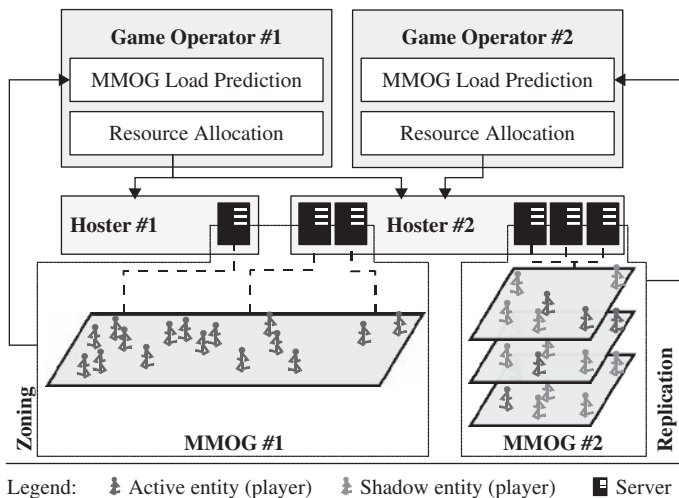 Game Operator #1
Game Operator #2
MMOG Load Prediction
MMOG Load Prediction
Resource Allocation
Resource Allocation
Hoster #1
Hoster #2
Zoning
MMOG #1
MMOG #2
Replication
Legend: Active entity (player) Shadow entity (player) Server